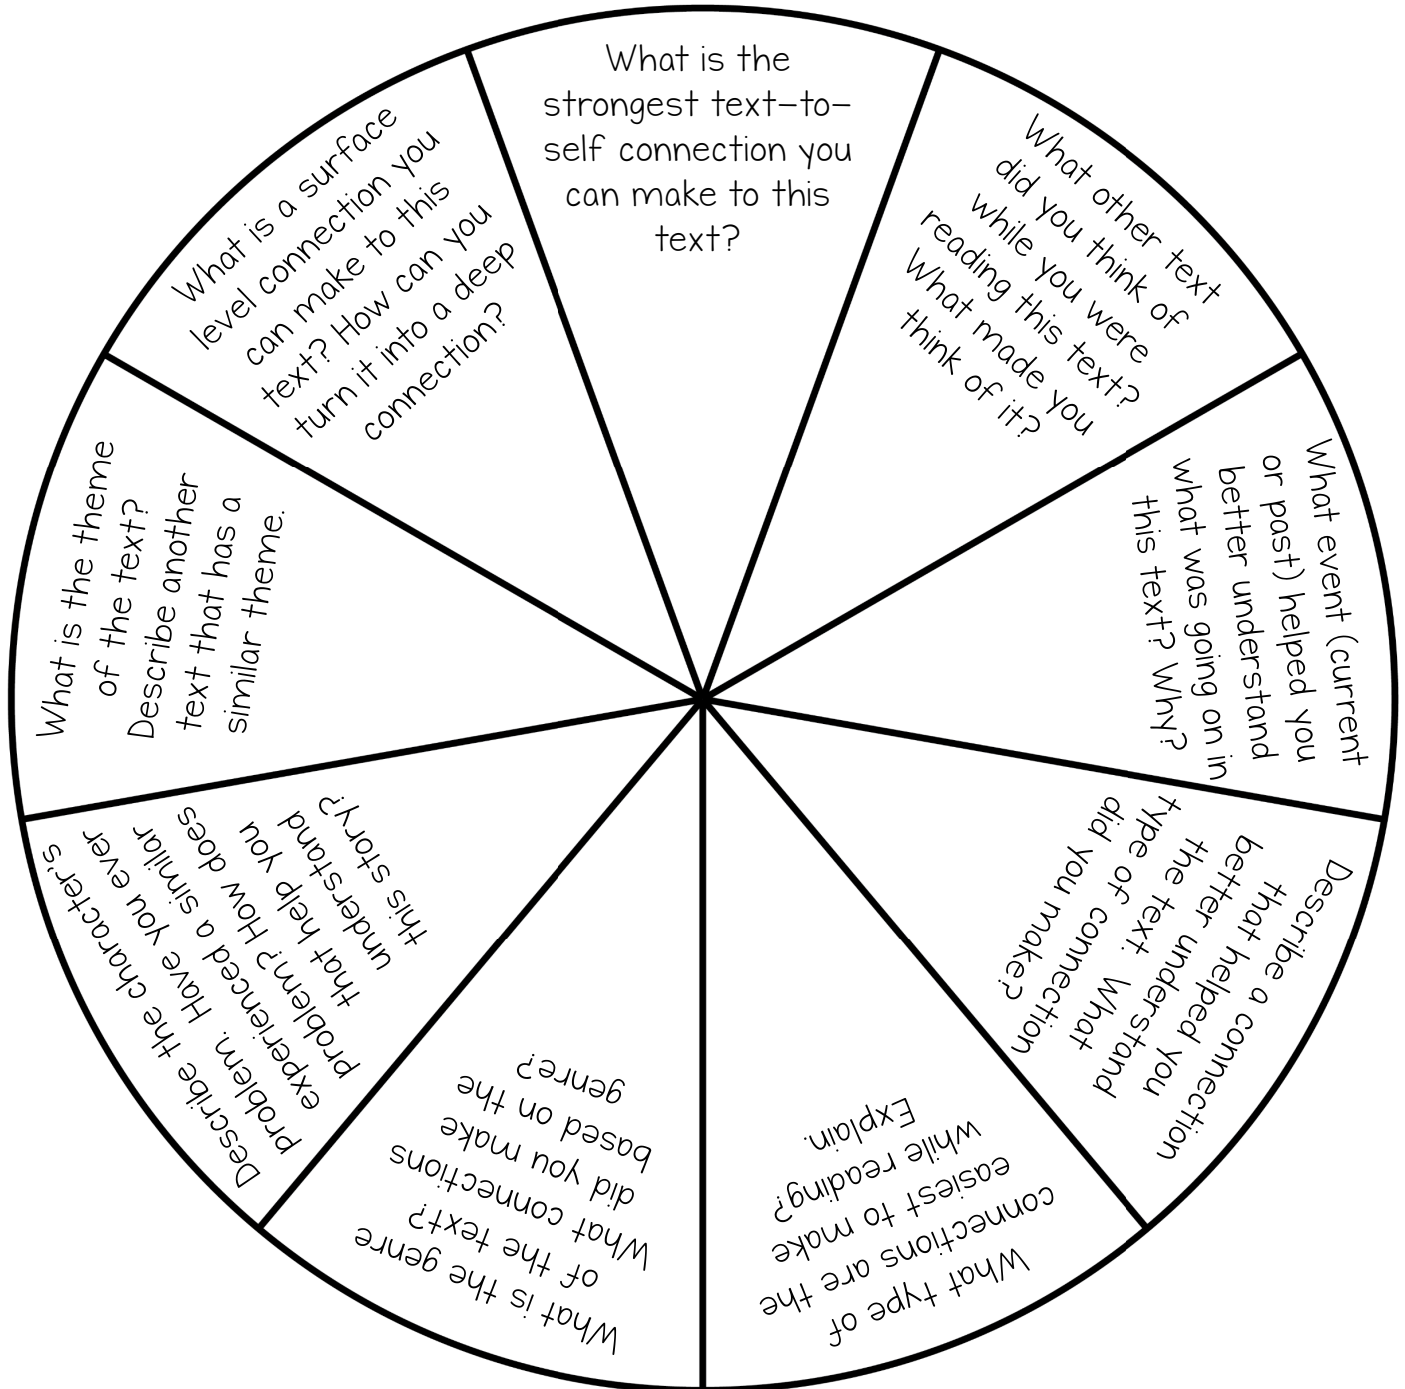 What is the
strongest text-to-
self connection you
can make to this
text?
What other text
did you think of
while you were
reading this text?
What made you
think of it?
What event (current
or past) helped you
better understand
what was going on in
this text? Why?
Describe a connection
that helped you
better understand
the text. What
type of connection
did you make?
What type of
connections are the
easiest to make
while reading?
Explain.
What is the genre
of the text?
What connections
did you make
based on the
genre?
Describe the character's
problem. Have you ever
experienced a similar
problem? How does
that help you
understand
this story?
What is the theme
of the text?
Describe another
text that has a
similar theme.
What is a surface
level connection you
can make to this
text? How can you
turn it into a deep
connection?